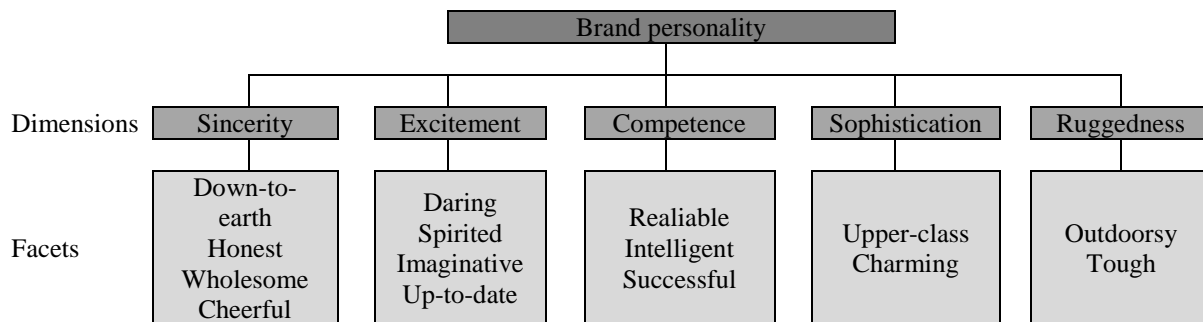 Brand personality
Dimensions
Sincerity
Excitement
Competence
Sophistication
Ruggedness
Facets
Down-to-
earth
Honest
Wholesome
Cheerful
Daring
Spirited
Imaginative
Up-to-date
Realiable
Intelligent
Successful
Upper-class
Charming
Outdoorsy
Tough